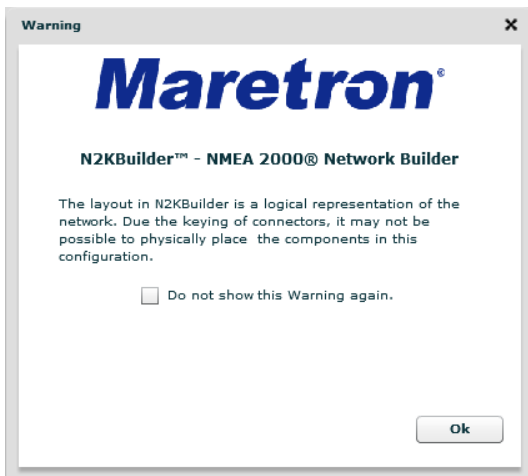 Warning
Maretron®
N2KBuilder™ - NMEA 2000® Network Builder
The layout in N2KBuilder is a logical representation of the
network. Due the keying of connectors, it may not be
possible to physically place the components in this
configuration.
Do not show this Warning again.
Ok